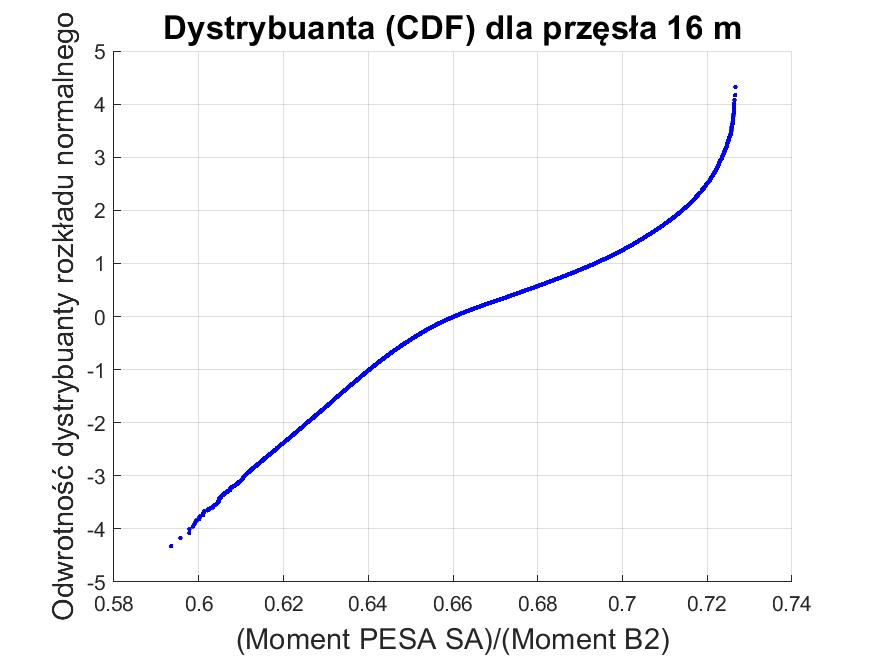 Dystrybuanta (CDF) dla przęsła 16 m
Odwrotność dystrybuanty rozkładu normalnego
5
4
3
2
1
0
-1
-2
-3
-4
-5
0.58 0.6 0.62 0.64 0.66 0.68 0.7 0.72 0.74
(Moment PESA SA)/(Moment B2)